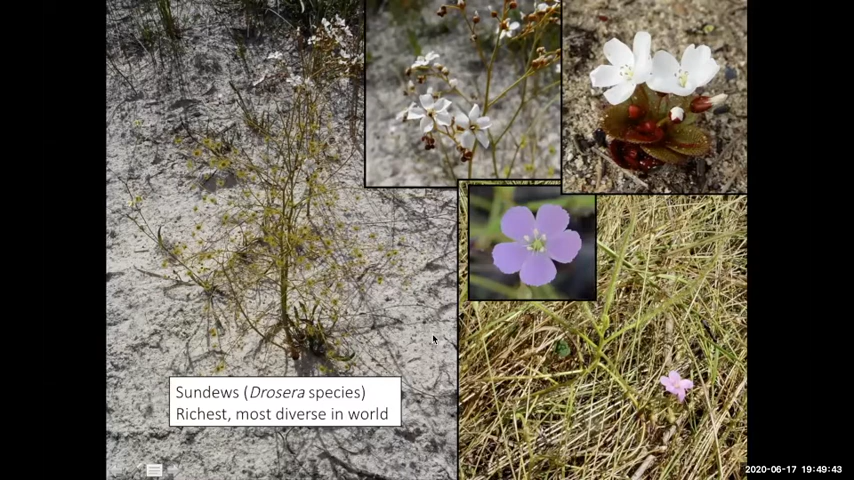 Sundews (Drosera species)
Richest, most diverse in world
2020-06-17 19:49:43